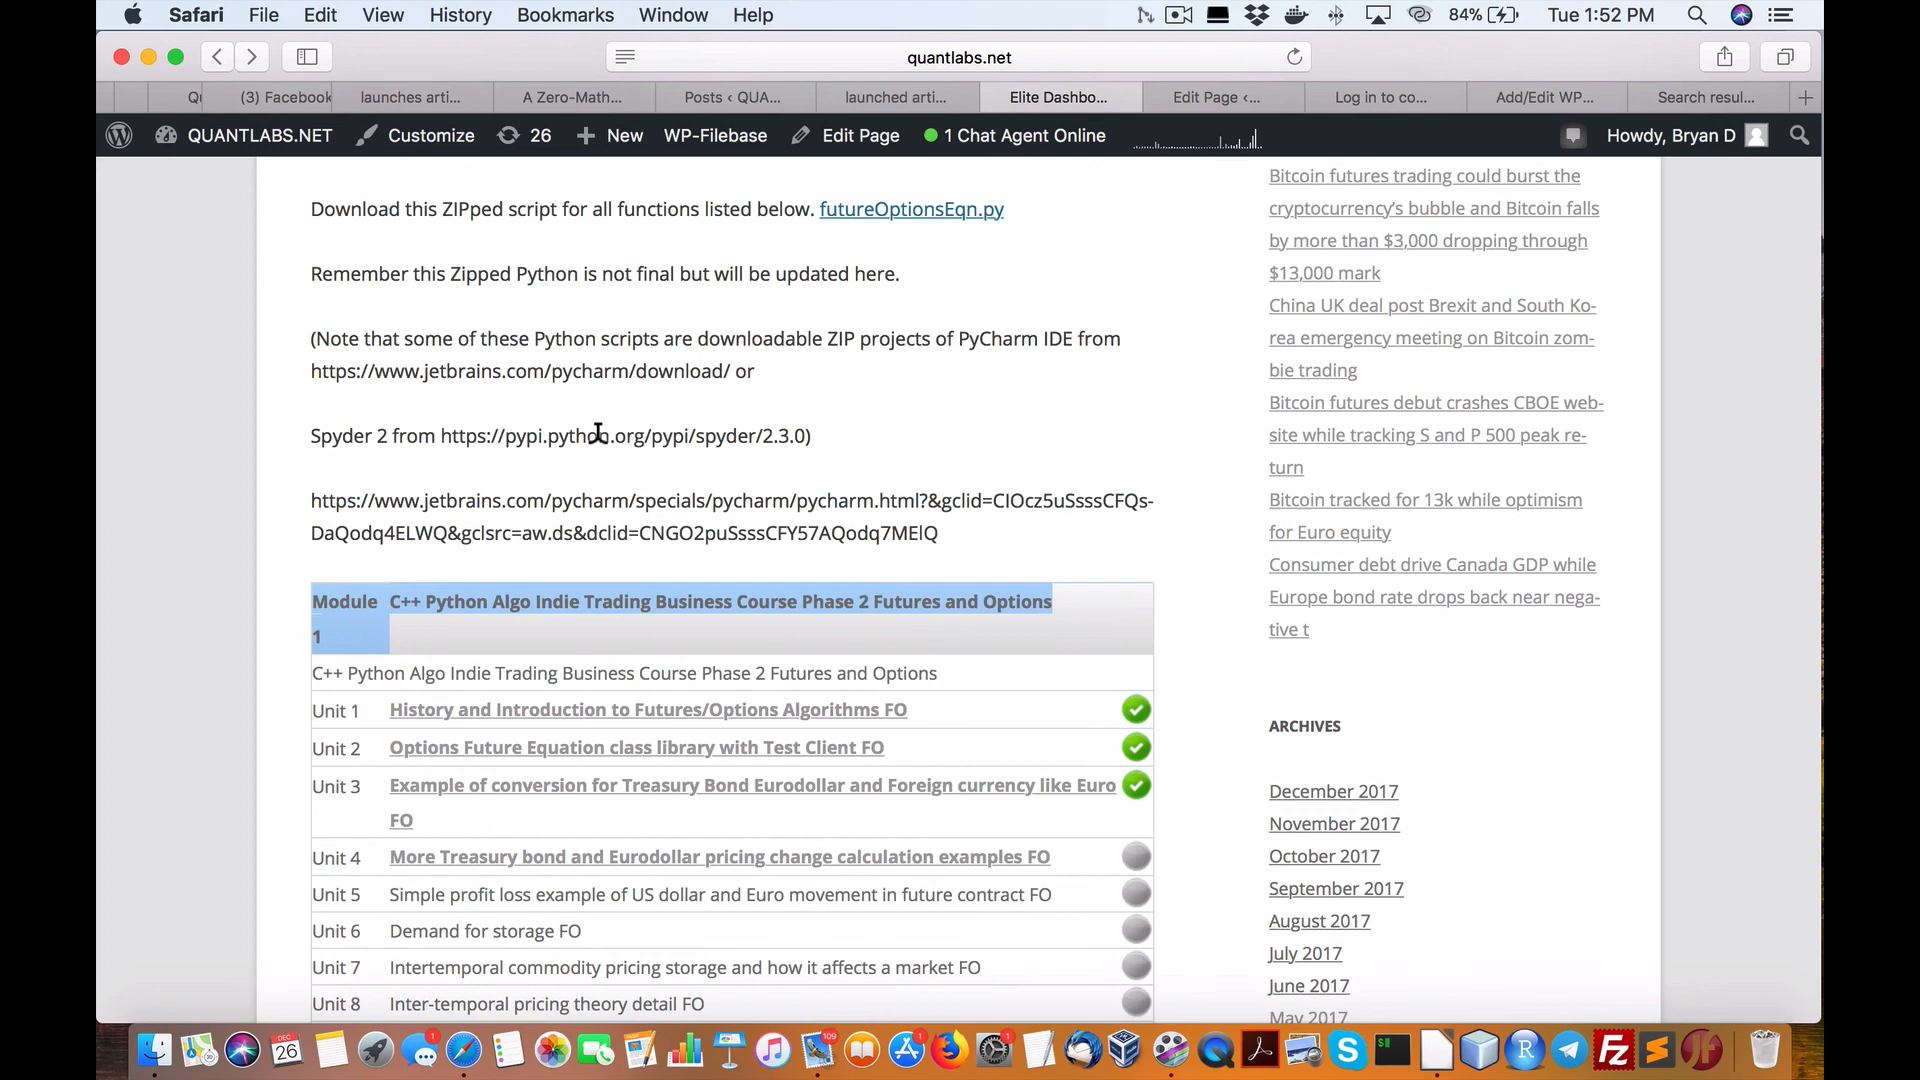 Safari File Edit View History Bookmarks Window Help 84% Tue 1:52 PM
quantlabs.net
(3) Facebook launches arti... A Zero-Math... Posts ‹ QUA... launched arti... Elite Dashbo... Edit Page ‹... Log in to co... Add/Edit WP... Search resul...
QUANTLABS.NET Customize 26 New WP-Filebase Edit Page 1 Chat Agent Online Howdy, Bryan D
Download this ZIPped script for all functions listed below. futureOptionsEqn.py
Remember this Zipped Python is not final but will be updated here.
(Note that some of these Python scripts are downloadable ZIP projects of PyCharm IDE from
https://www.jetbrains.com/pycharm/download/ or
Spyder 2 from https://pypi.python.org/pypi/spyder/2.3.0)
https://www.jetbrains.com/pycharm/specials/pycharm/pycharm.html?&gclid=CIOcz5uSsssCFQs-
DaQodq4ELWQ&gclsrc=aw.ds&dclid=CNGO2puSsssCFY57AQodq7MElQ
Module C++ Python Algo Indie Trading Business Course Phase 2 Futures and Options
1
C++ Python Algo Indie Trading Business Course Phase 2 Futures and Options
Unit 1 History and Introduction to Futures/Options Algorithms FO
Unit 2 Options Future Equation class library with Test Client FO
Unit 3 Example of conversion for Treasury Bond Eurodollar and Foreign currency like Euro
FO
Unit 4 More Treasury bond and Eurodollar pricing change calculation examples FO
Unit 5 Simple profit loss example of US dollar and Euro movement in future contract FO
Unit 6 Demand for storage FO
Unit 7 Intertemporal commodity pricing storage and how it affects a market FO
Unit 8 Inter-temporal pricing theory detail FO
Bitcoin futures trading could burst the
cryptocurrency's bubble and Bitcoin falls
by more than $3,000 dropping through
$13,000 mark
China UK deal post Brexit and South Ko-
rea emergency meeting on Bitcoin zom-
bie trading
Bitcoin futures debut crashes CBOE web-
site while tracking S and P 500 peak re-
turn
Bitcoin tracked for 13k while optimism
for Euro equity
Consumer debt drive Canada GDP while
Europe bond rate drops back near nega-
tive t
ARCHIVES
December 2017
November 2017
October 2017
September 2017
August 2017
July 2017
June 2017
May 2017
DEC
26
1
109
1